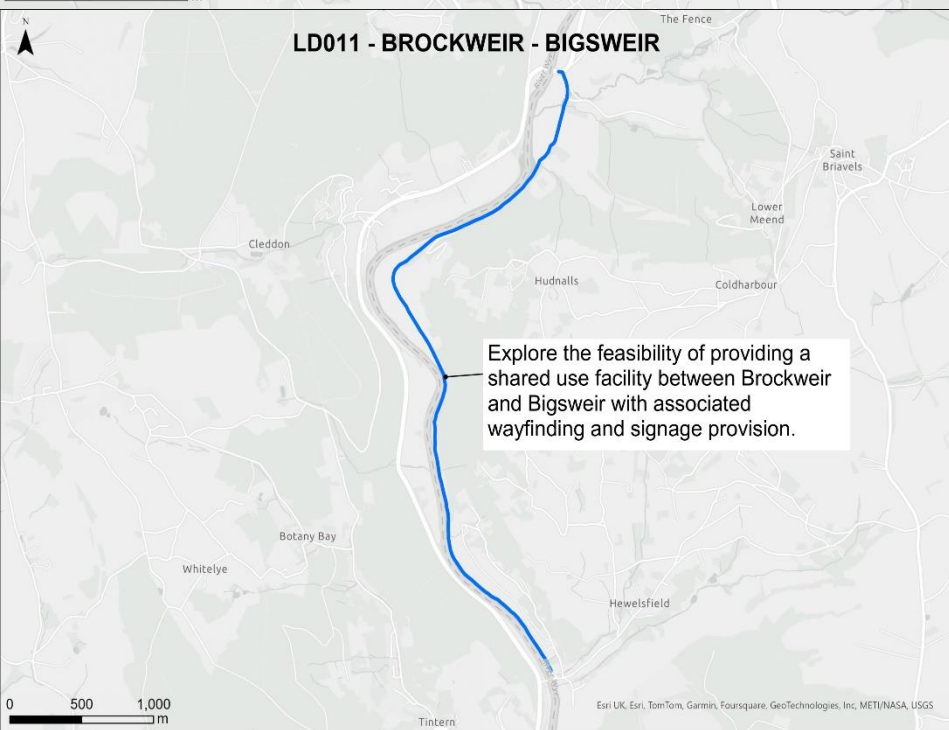 LD011 - BROCKWEIR - BIGSWEIR
N
The Fence
Saint
Briavels
Lower
Meend
Cleddon
Hudnalls
Coldharbour
Explore the feasibility of providing a
shared use facility between Brockweir
and Bigsweir with associated
wayfinding and signage provision.
Botany Bay
Whitelye
Hewelsfield
0 500 1,000
m
Tintern
Esri UK, Esri, TomTom, Garmin, Foursquare, GeoTechnologies, Inc, METI/NASA, USGS